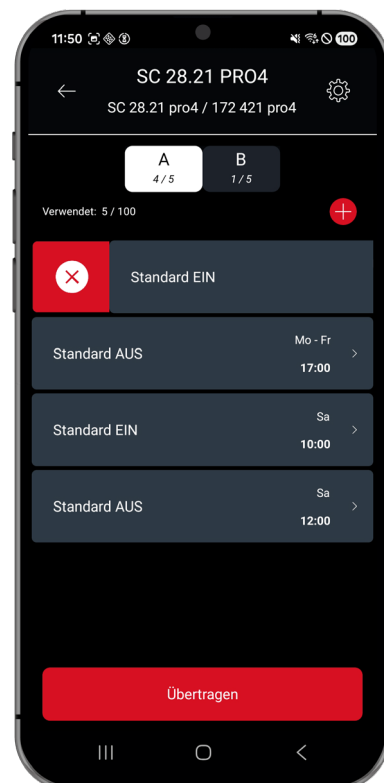 11:50 100
SC 28.21 PRO4
SC 28.21 pro4 / 172 421 pro4
A B
4 / 5 1 / 5
Verwendet: 5 / 100
Standard EIN
Mo - Fr
Standard AUS
17:00
Sa
Standard EIN
10:00
Sa
Standard AUS
12:00
Übertragen